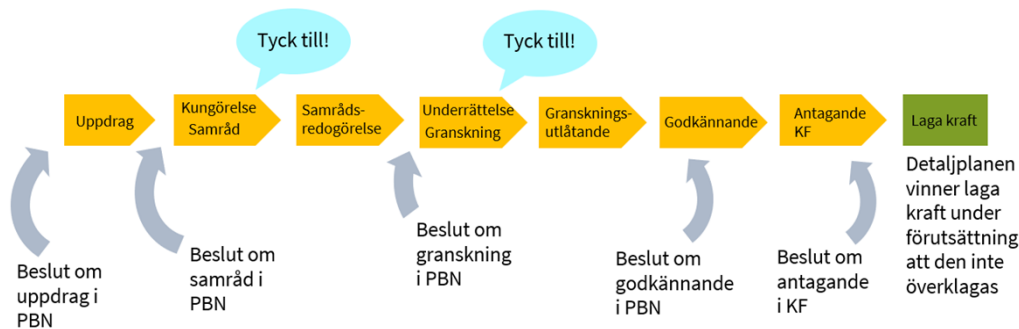 Tyck till!
Tyck till!
Uppdrag
Kungörelse
Samråd
Samråds-
redogörelse
Underrättelse
Granskning
Gransknings-
utlåtande
Godkännande
Antagande
KF
Laga kraft
Beslut om
uppdrag i
PBN
Beslut om
samråd i
PBN
Beslut om
granskning
i PBN
Beslut om
godkännande
i PBN
Beslut om
antagande
i KF
Detaljplanen
vinner laga
kraft under
förutsättning
att den inte
överklagas